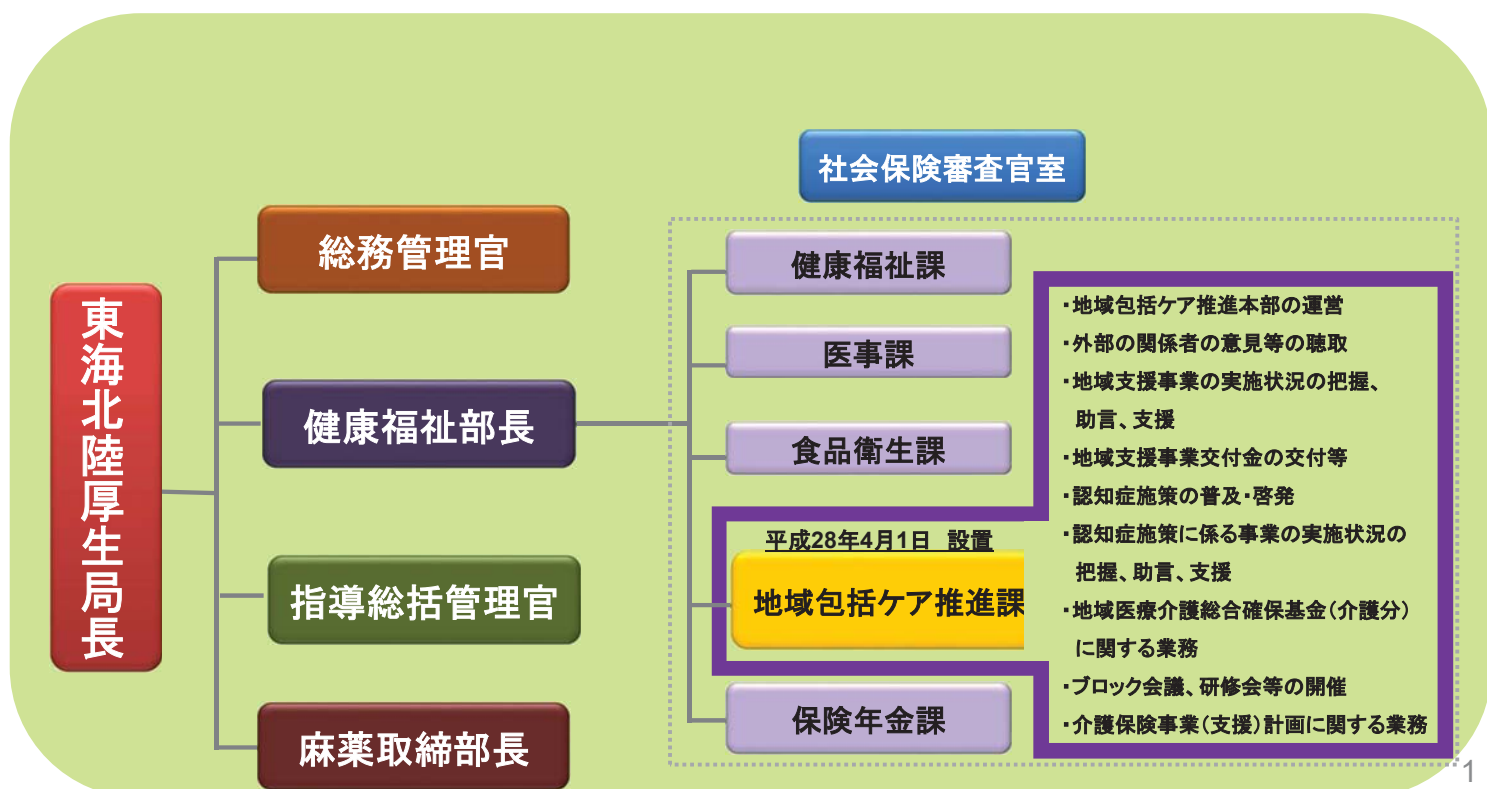 社会保険審査官室
東海北陸厚生局長
総務管理官
健康福祉部長
指導総括管理官
麻薬取締部長
健康福祉課
医事課
食品衛生課
平成28年4月1日 設置
地域包括ケア推進課
保険年金課
・地域包括ケア推進本部の運営
・外部の関係者の意見等の聴取
・地域支援事業の実施状況の把握、
助言、支援
・地域支援事業交付金の交付等
・認知症施策の普及・啓発
・認知症施策に係る事業の実施状況の
把握、助言、支援
・地域医療介護総合確保基金(介護分)
に関する業務
・ブロック会議、研修会等の開催
・介護保険事業(支援)計画に関する業務
1